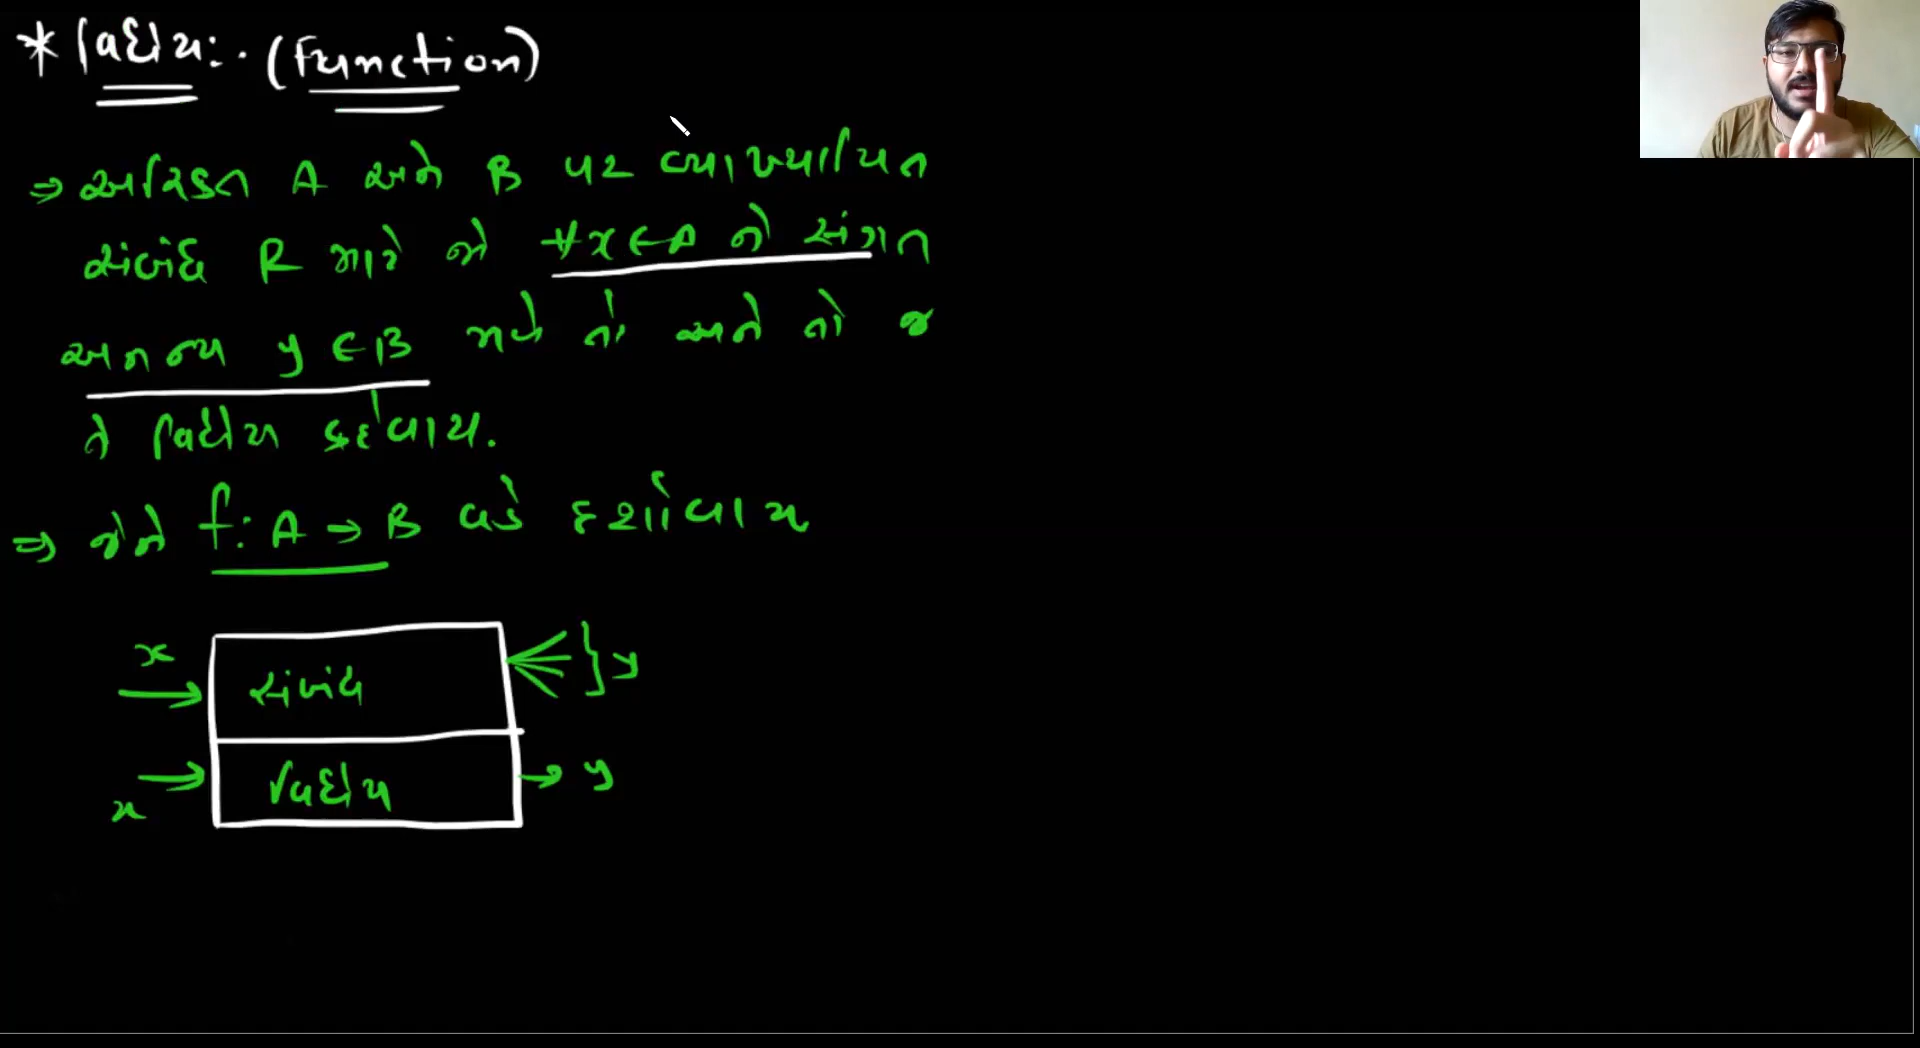 * વિધેય:. (Function)
⇒ અરિક્ત A અને B પર વ્યાખ્યાયિત
સંબંધ R માટે જો ∀x∈A ને સંગત
અનન્ય y∈B મળે તો અને તો જ
તે વિધેય કહેવાય.
⇒ જેને f: A → B વડે દર્શાવાય
x સંબંધ } y
x વિધેય → y